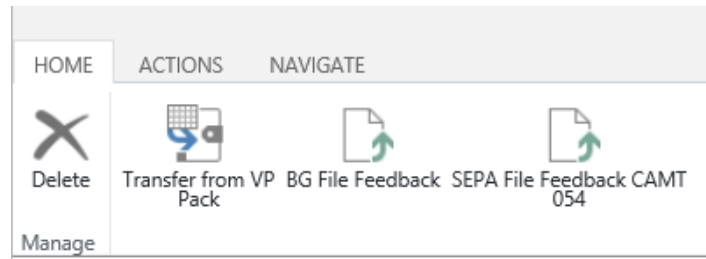 HOME ACTIONS NAVIGATE
Delete
Transfer from VP
Pack
BG File Feedback
SEPA File Feedback CAMT
054
Manage